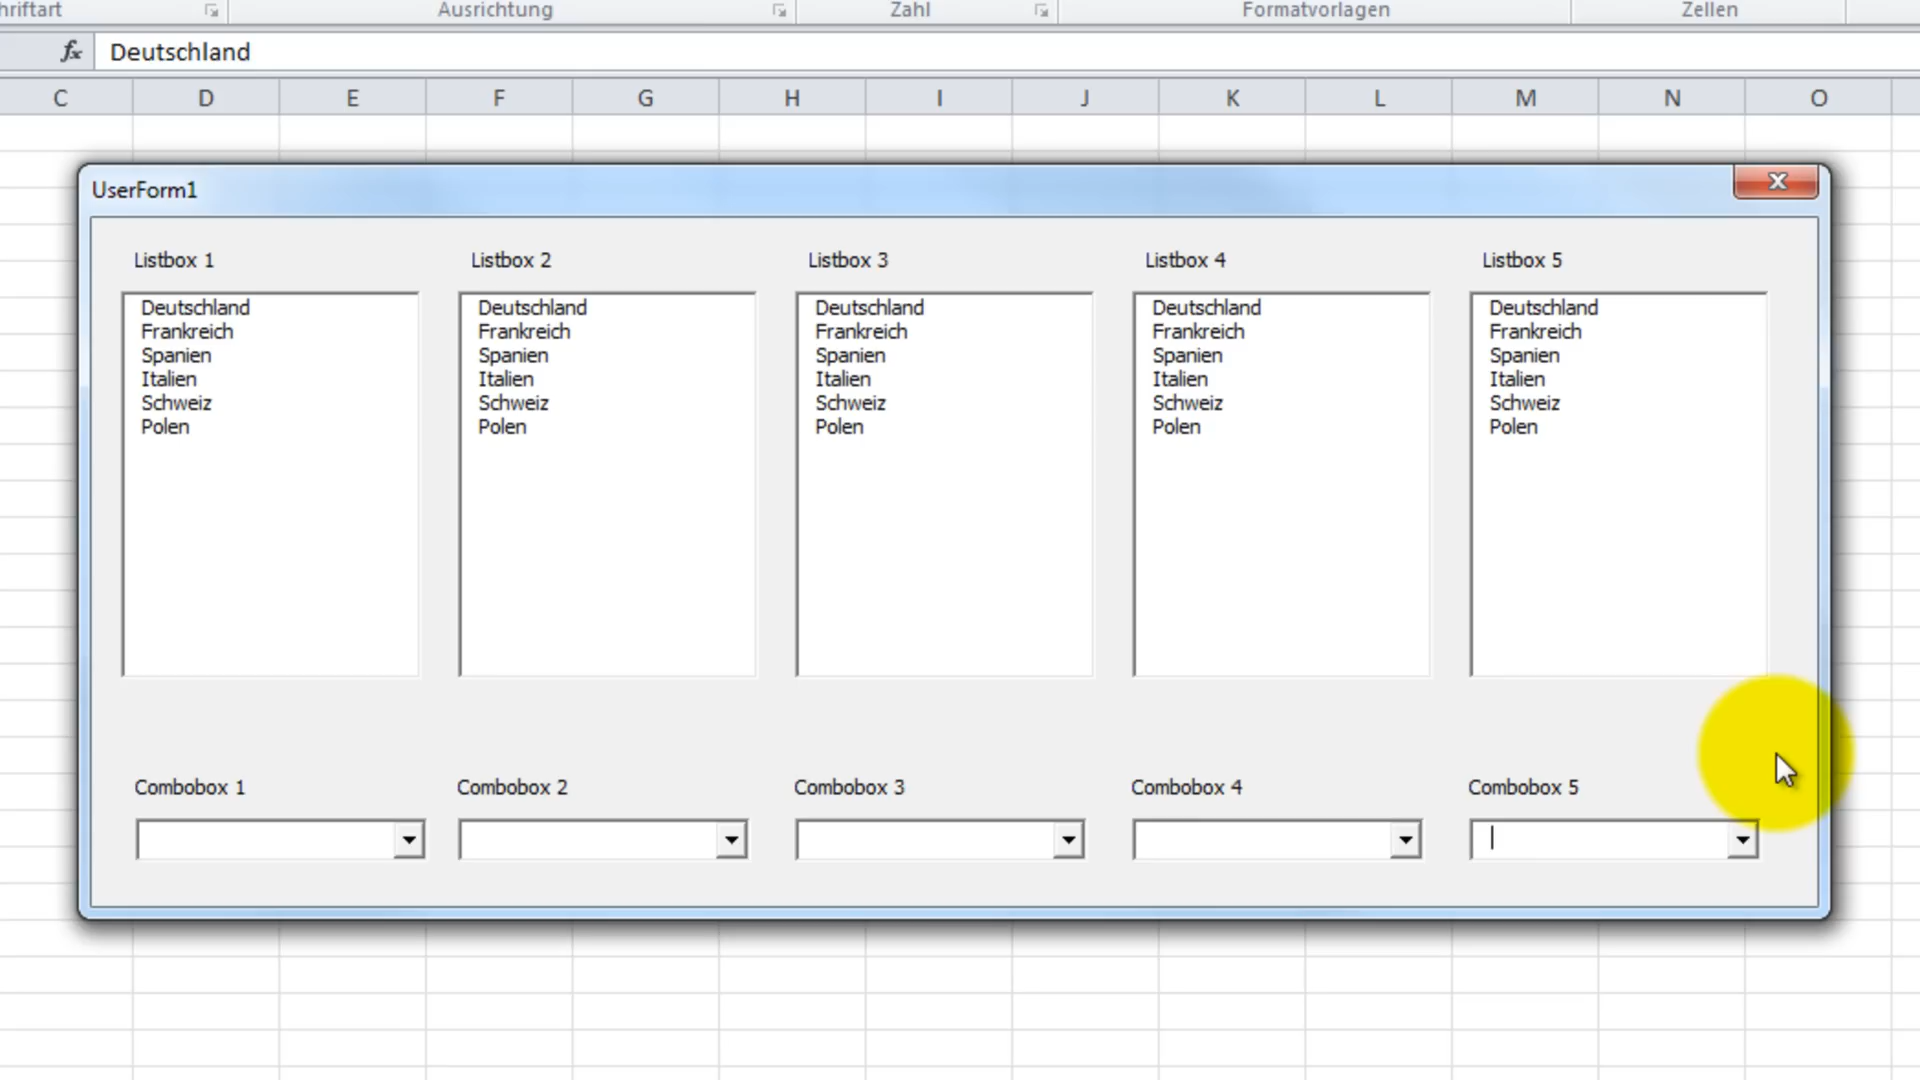 hriftart Ausrichtung Zahl Formatvorlagen Zellen
fx Deutschland
C D E F G H I J K L M N O
UserForm1
Listbox 1 Listbox 2 Listbox 3 Listbox 4 Listbox 5
Deutschland Deutschland Deutschland Deutschland Deutschland
Frankreich Frankreich Frankreich Frankreich Frankreich
Spanien Spanien Spanien Spanien Spanien
Italien Italien Italien Italien Italien
Schweiz Schweiz Schweiz Schweiz Schweiz
Polen Polen Polen Polen Polen
Combobox 1 Combobox 2 Combobox 3 Combobox 4 Combobox 5